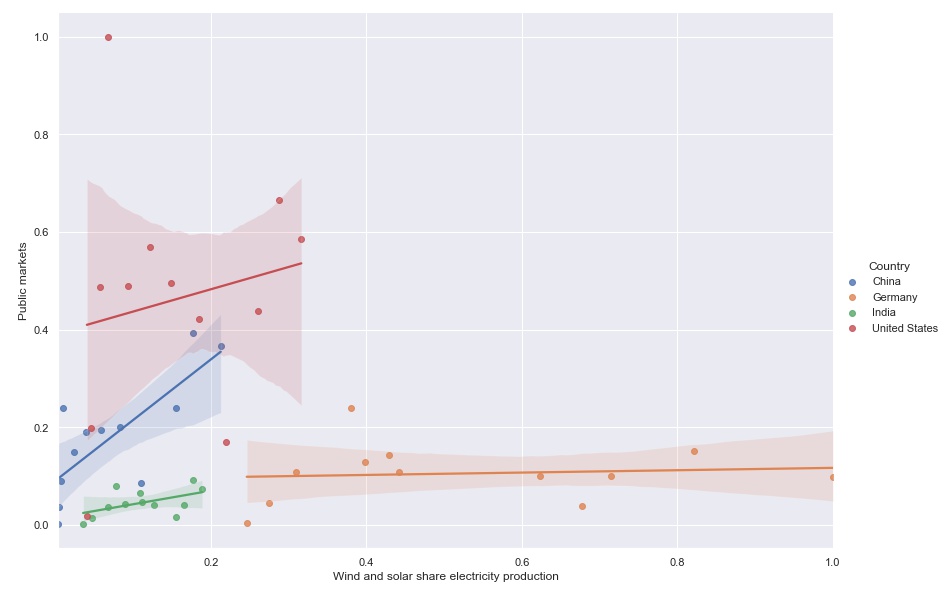 1.0
0.8
0.6
0.4
0.2
0.0
Public markets
0.2
0.4
0.6
0.8
1.0
Wind and solar share electricity production
Country
China
Germany
India
United States